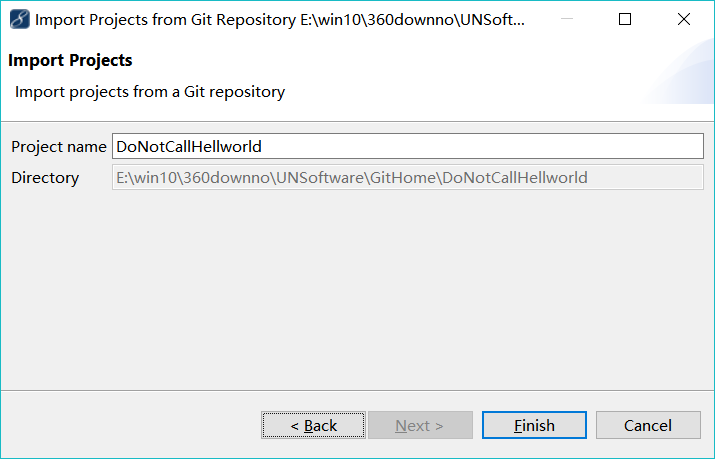 Import Projects from Git Repository E:\win10\360downno\UNSoft...
Import Projects
Import projects from a Git repository
Project name DoNotCallHellworld
Directory E:\win10\360downno\UNSoftware\GitHome\DoNotCallHellworld
< Back Next > Finish Cancel